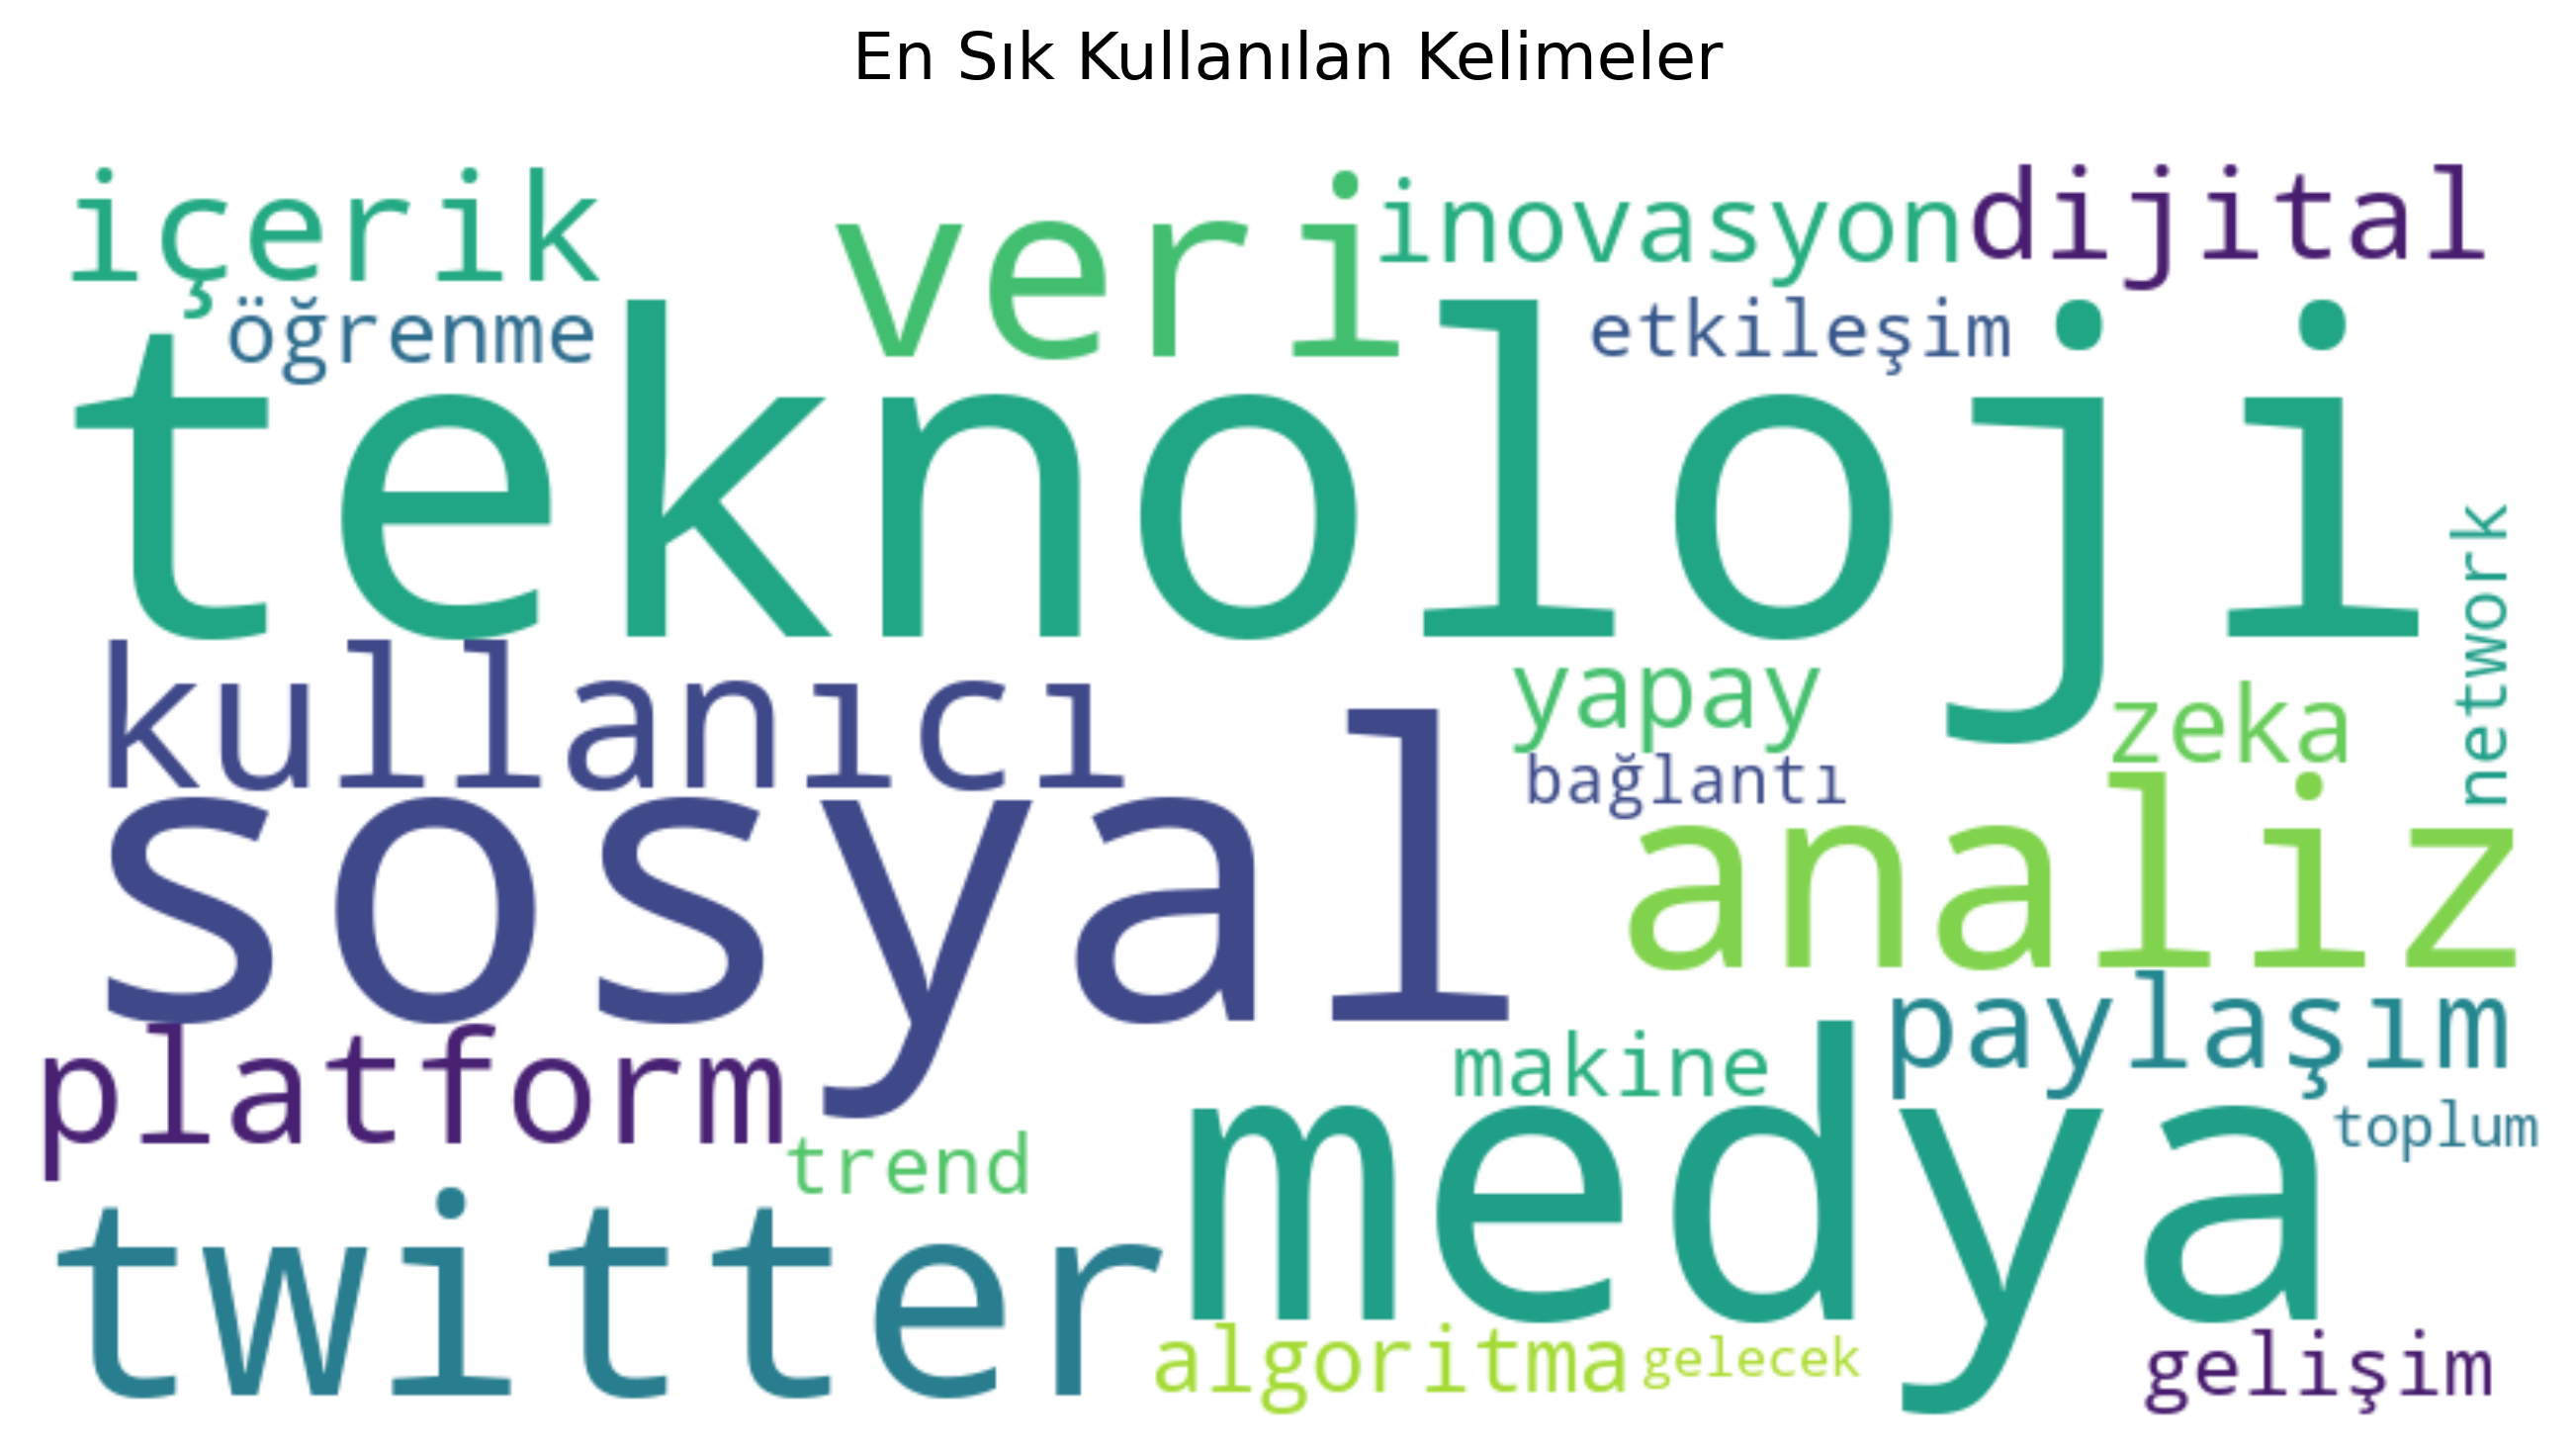 En Sık Kullanılan Kelimeler
içerik
veri
inovasyon
dijital
öğrenme
etkileşim
teknoloji
network
kullanıcı
yapay
zeka
bağlantı
sosyal
analiz
platform
makine
paylaşım
trend
medya
toplum
twitter
algoritma
gelecek
gelişim